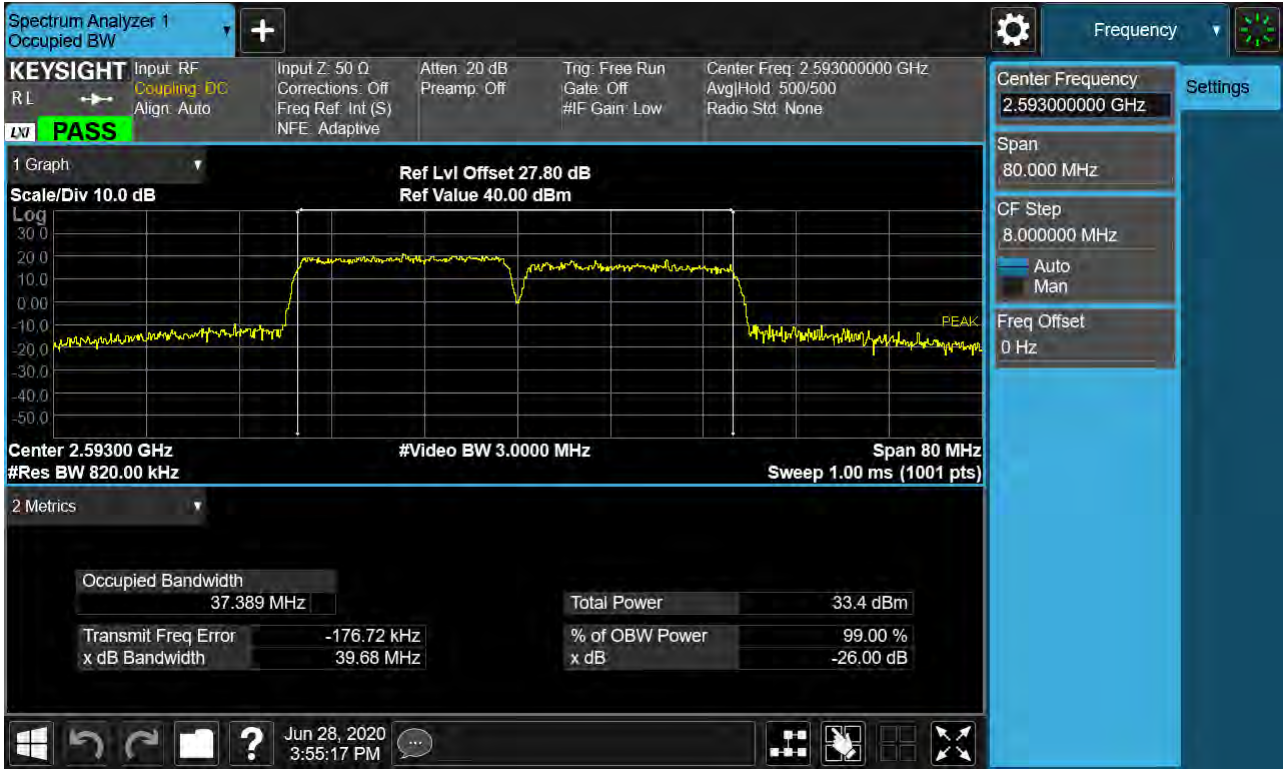 Spectrum Analyzer 1
Occupied BW
Frequency
KEYSIGHT
R L
LXI
PASS
Input: RF
Coupling: DC
Align: Auto
Input Z: 50 Ω
Corrections: Off
Freq Ref: Int (S)
NFE: Adaptive
Atten: 20 dB
Preamp: Off
Trig: Free Run
Gate: Off
#IF Gain: Low
Center Freq: 2.593000000 GHz
Avg|Hold: 500/500
Radio Std: None
1 Graph
Scale/Div 10.0 dB
Ref Lvl Offset 27.80 dB
Ref Value 40.00 dBm
Log
30.0
20.0
10.0
0.00
-10.0
-20.0
-30.0
-40.0
-50.0
PEAK
Center 2.59300 GHz
#Video BW 3.0000 MHz
Span 80 MHz
#Res BW 820.00 kHz
Sweep 1.00 ms (1001 pts)
2 Metrics
Occupied Bandwidth
37.389 MHz
Total Power 33.4 dBm
Transmit Freq Error -176.72 kHz
% of OBW Power 99.00 %
x dB Bandwidth 39.68 MHz
x dB -26.00 dB
Jun 28, 2020
3:55:17 PM
?
Center Frequency
2.593000000 GHz
Settings
Span
80.000 MHz
CF Step
8.000000 MHz
Auto
Man
Freq Offset
0 Hz